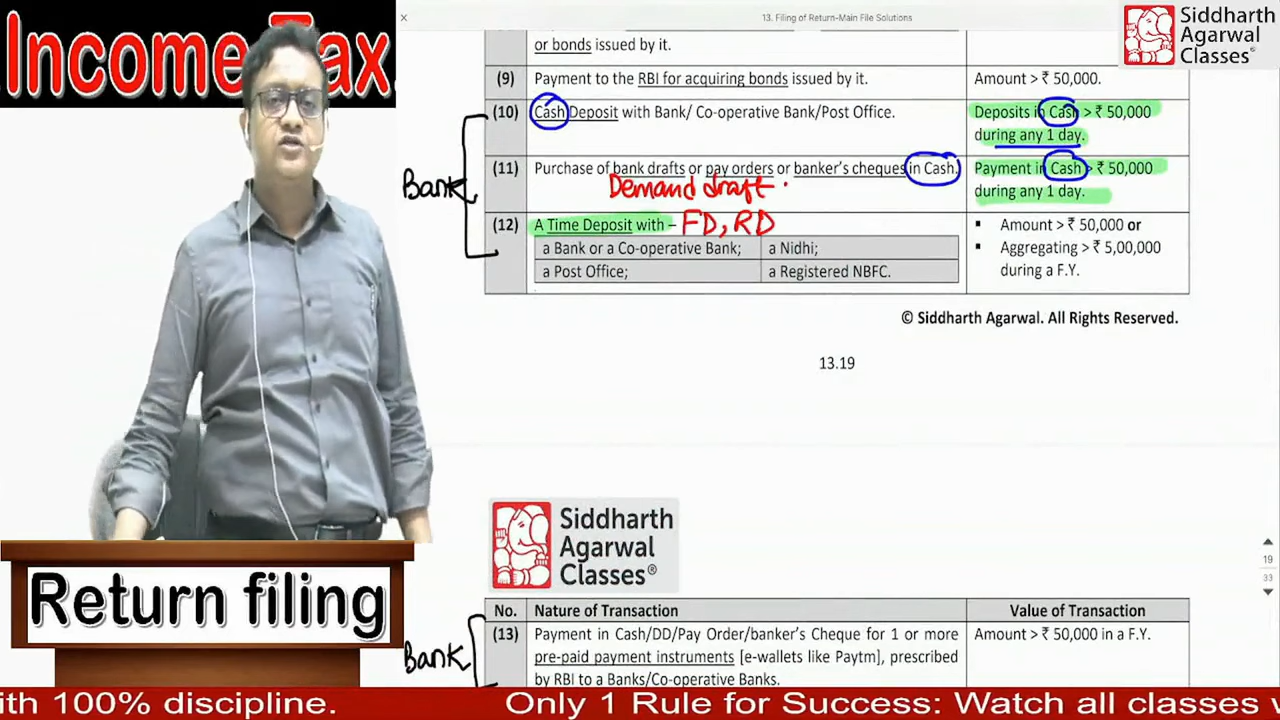 Income Tax.
13. Filing of Return-Main File Solutions
Siddharth
Agarwal
Classes®
or bonds issued by it.
(9) Payment to the RBI for acquiring bonds issued by it. Amount > ₹ 50,000.
(10) Cash Deposit with Bank/ Co-operative Bank/Post Office. Deposits in Cash > ₹ 50,000
during any 1 day.
Bank
(11) Purchase of bank drafts or pay orders or banker's cheques in Cash. Payment in Cash > ₹ 50,000
Demand draft
during any 1 day.
(12) A Time Deposit with – FD, RD
▪ Amount > ₹ 50,000 or
a Bank or a Co-operative Bank; a Nidhi;
▪ Aggregating > ₹ 5,00,000
a Post Office; a Registered NBFC.
during a F.Y.
© Siddharth Agarwal. All Rights Reserved.
13.19
Siddharth
Agarwal
Classes®
19
33
No. Nature of Transaction Value of Transaction
(13) Payment in Cash/DD/Pay Order/banker's Cheque for 1 or more Amount > ₹ 50,000 in a F.Y.
Bank
pre-paid payment instruments [e-wallets like Paytm], prescribed
by RBI to a Banks/Co-operative Banks.
Return filing
with 100% discipline. Only 1 Rule for Success: Watch all classes